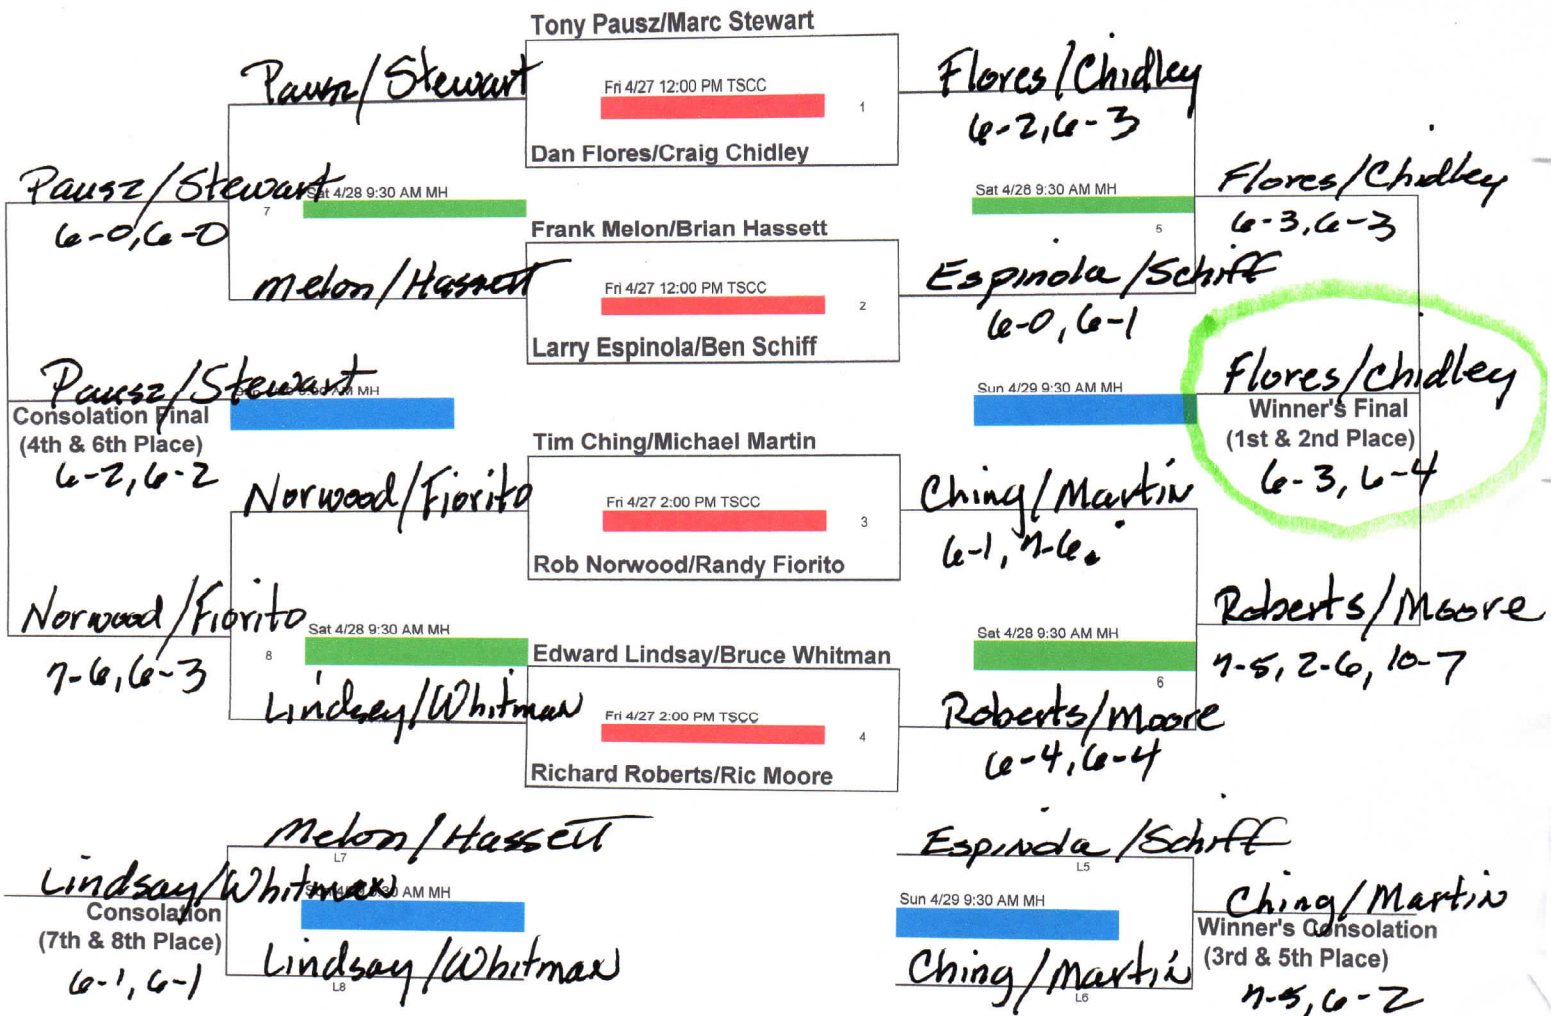 Tony Pausz/Marc Stewart
Pausz/Stewart
Fri 4/27 12:00 PM TSCC
1
Flores/Chidley
6-2, 6-3
Dan Flores/Craig Chidley
Pausz/Stewart
6-0, 6-0
7
Sat 4/28 9:30 AM MH
Sat 4/28 9:30 AM MH
5
Flores/Chidley
6-3, 6-3
Frank Melon/Brian Hassett
Melon/Hassett
Fri 4/27 12:00 PM TSCC
2
Espinola/Schiff
6-0, 6-1
Larry Espinola/Ben Schiff
Pausz/Stewart
AM MH
Consolation Final
(4th & 6th Place)
6-2, 6-2
Sun 4/29 9:30 AM MH
Flores/Chidley
Winner's Final
(1st & 2nd Place)
6-3, 6-4
Tim Ching/Michael Martin
Norwood/Fiorito
Fri 4/27 2:00 PM TSCC
3
Ching/Martin
6-1, 7-6
Rob Norwood/Randy Fiorito
Norwood/Fiorito
7-6, 6-3
8
Sat 4/28 9:30 AM MH
Sat 4/28 9:30 AM MH
6
Roberts/Moore
7-5, 2-6, 10-7
Edward Lindsay/Bruce Whitman
Lindsey/Whitman
Fri 4/27 2:00 PM TSCC
4
Roberts/Moore
6-4, 6-4
Richard Roberts/Ric Moore
Melon/Hassett
L7
Lindsay/Whitman
AM MH
Consolation
(7th & 8th Place)
6-1, 6-1
Lindsay/Whitman
L8
Espinola/Schiff
L5
Sun 4/29 9:30 AM MH
Ching/Martin
Winner's Consolation
(3rd & 5th Place)
7-5, 6-2
Ching/Martin
L6